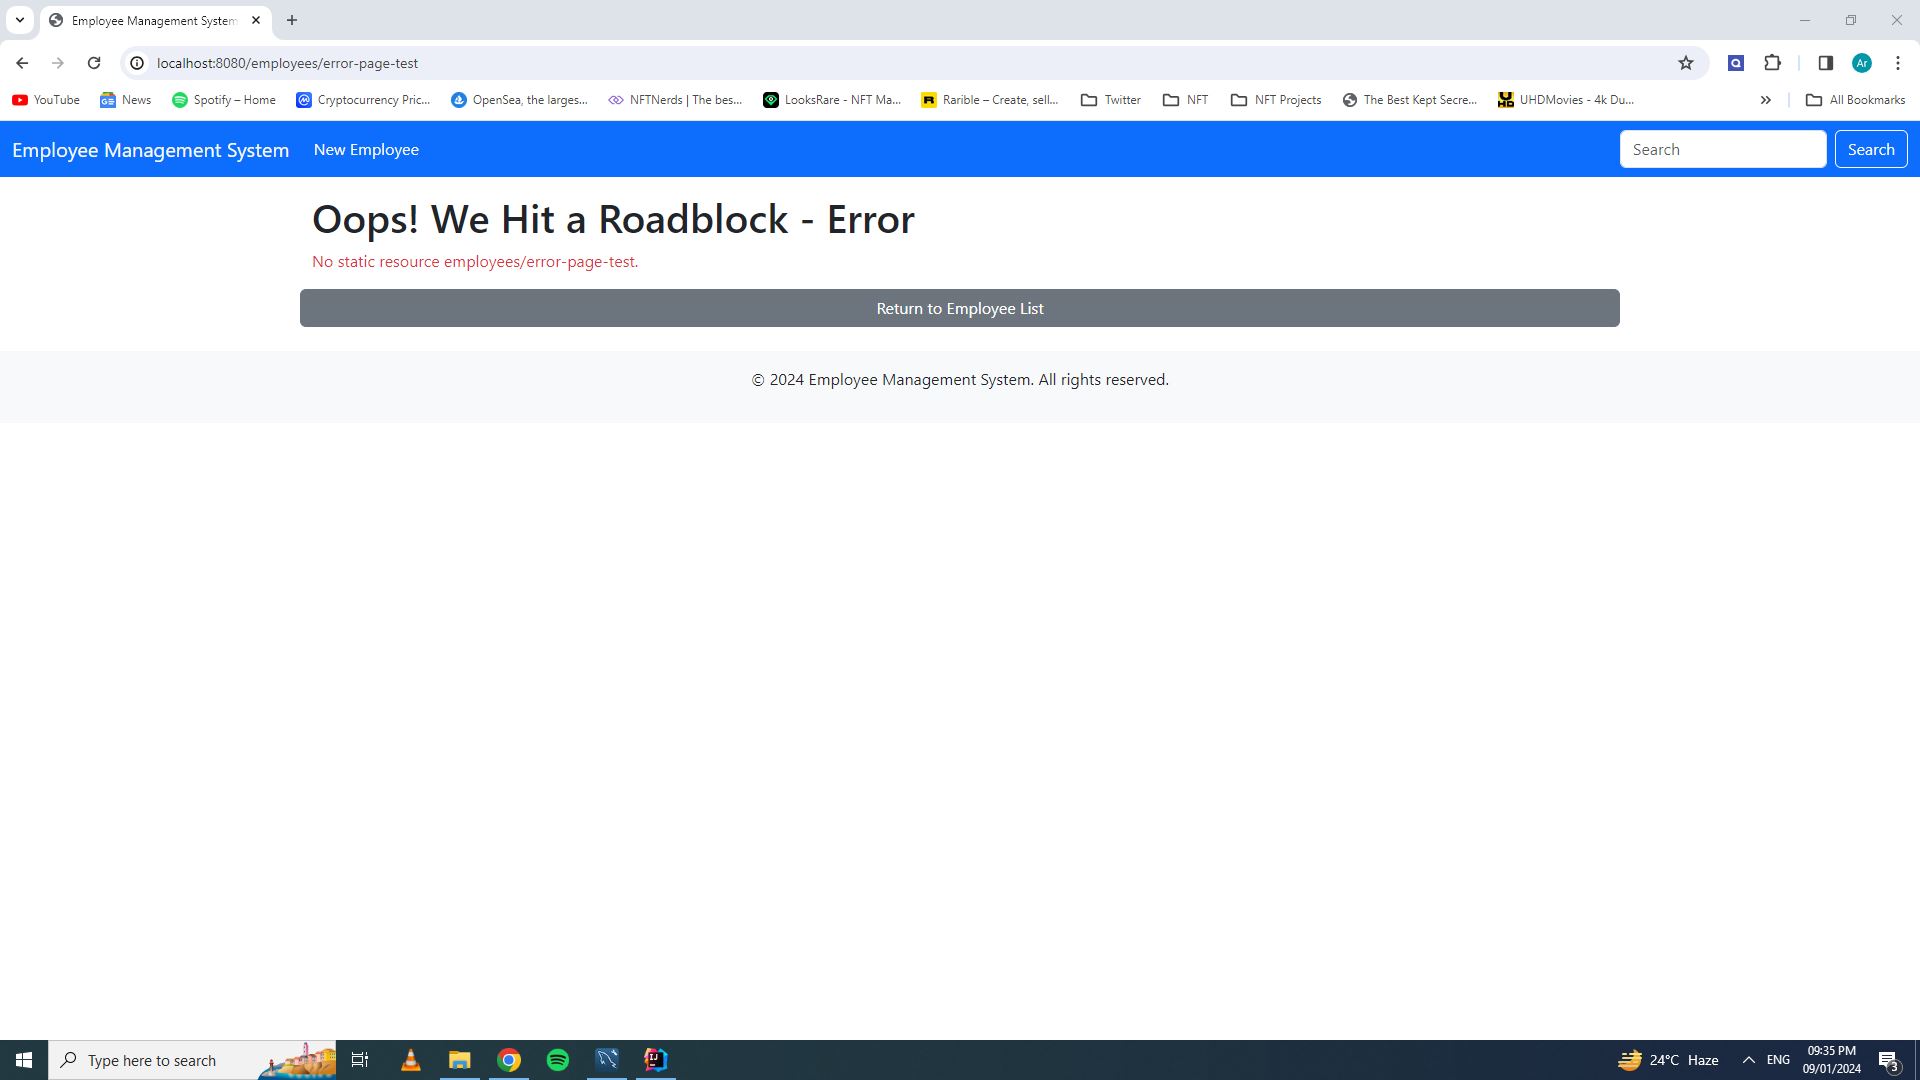 Employee Management System
localhost:8080/employees/error-page-test
Ar
YouTube
News
Spotify – Home
Cryptocurrency Pric...
OpenSea, the larges...
NFTNerds | The bes...
LooksRare - NFT Ma...
Rarible – Create, sell...
Twitter
NFT
NFT Projects
The Best Kept Secre...
UHDMovies - 4k Du...
All Bookmarks
Employee Management System
New Employee
Search
Search
Oops! We Hit a Roadblock - Error
No static resource employees/error-page-test.
Return to Employee List
© 2024 Employee Management System. All rights reserved.
Type here to search
24°C Haze
ENG
09:35 PM
09/01/2024
3